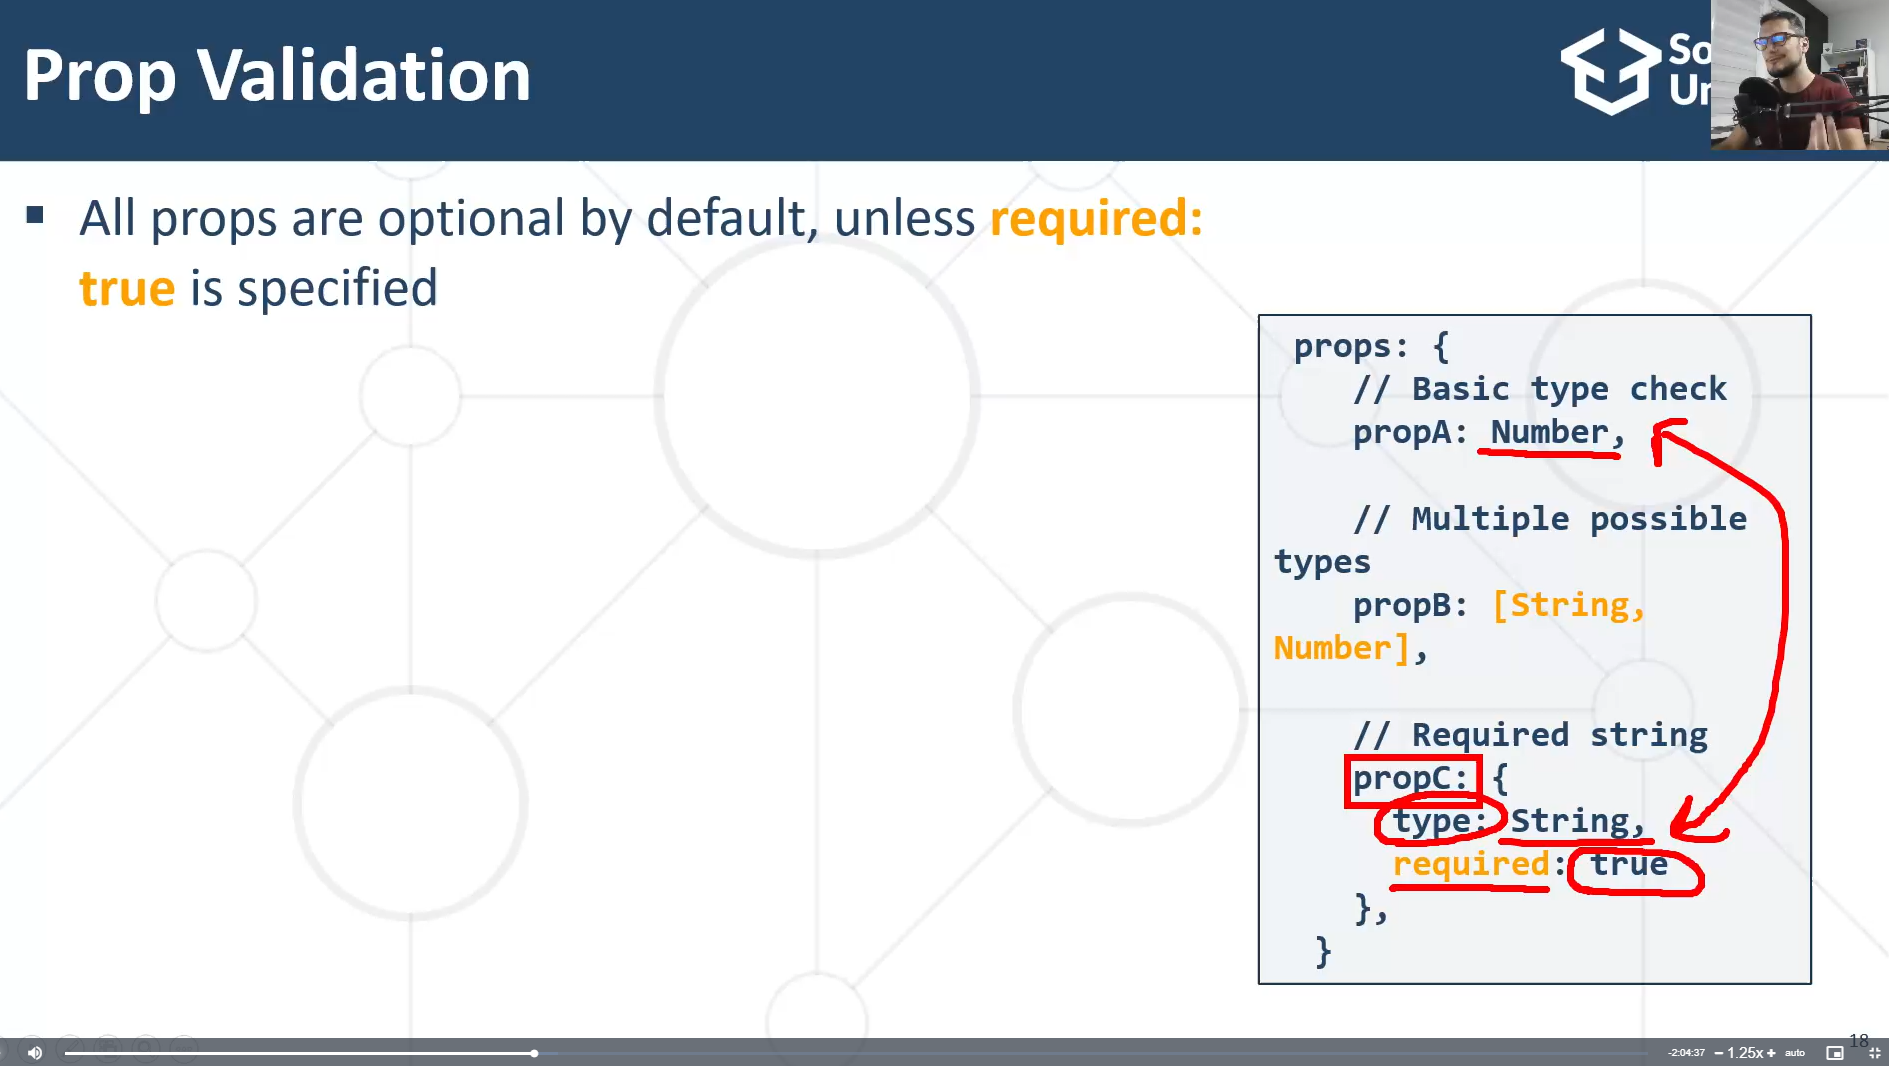 Prop Validation
So
Un
▪ All props are optional by default, unless required:
true is specified
props: {
// Basic type check
propA: Number,
// Multiple possible
types
propB: [String,
Number],
// Required string
propC: {
type: String,
required: true
},
}
18
-2:04:37 − 1.25x + auto